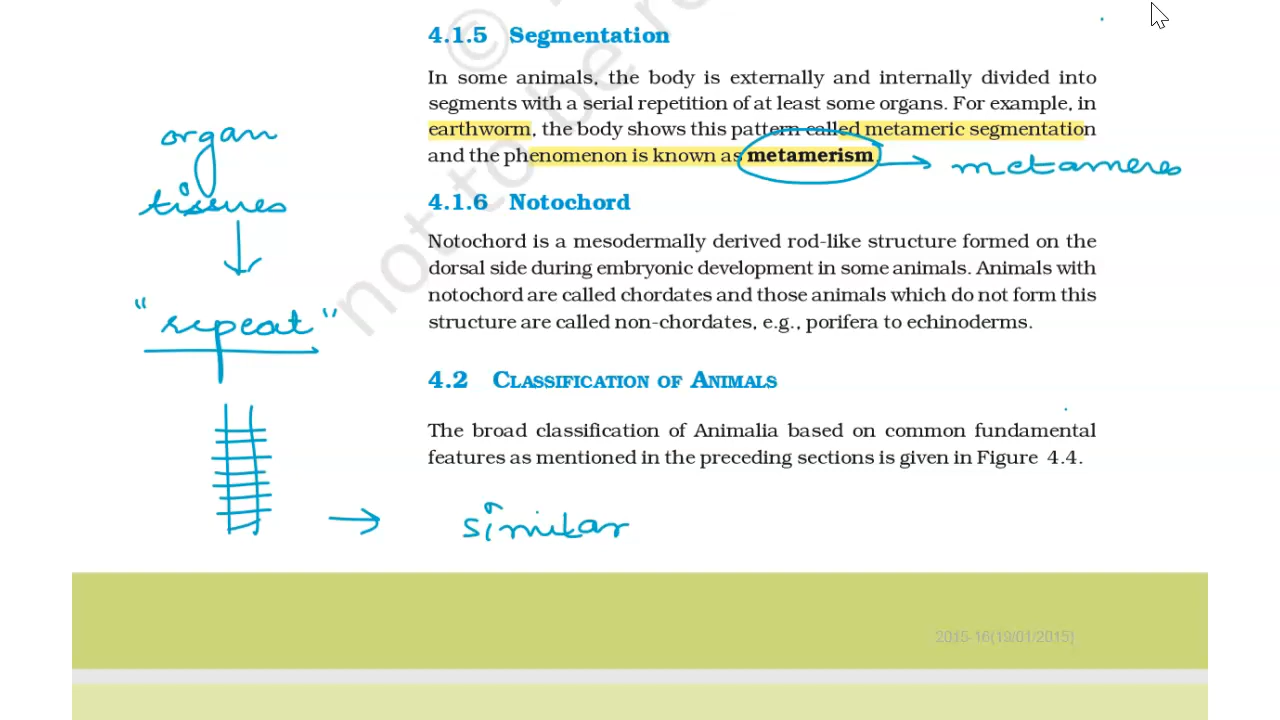 4.1.5 Segmentation
In some animals, the body is externally and internally divided into
segments with a serial repetition of at least some organs. For example, in
earthworm, the body shows this pattern called metameric segmentation
and the phenomenon is known as metamerism.
metameres
organ
tissues
"repeat"
4.1.6 Notochord
Notochord is a mesodermally derived rod-like structure formed on the
dorsal side during embryonic development in some animals. Animals with
notochord are called chordates and those animals which do not form this
structure are called non-chordates, e.g., porifera to echinoderms.
4.2 CLASSIFICATION OF ANIMALS
The broad classification of Animalia based on common fundamental
features as mentioned in the preceding sections is given in Figure 4.4.
similar
2015-16(19/01/2015)
© not to be re